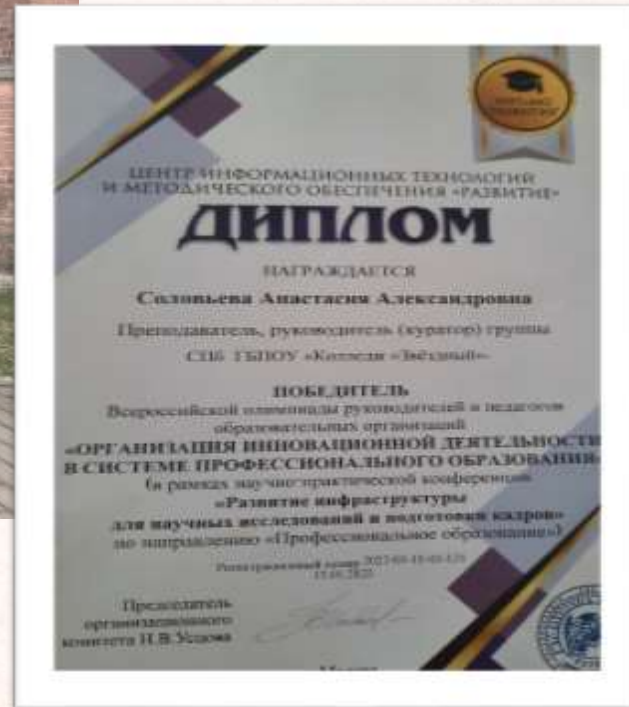 ЦЕНТР ИНФОРМАЦИОННЫХ ТЕХНОЛОГИЙ
И МЕТОДИЧЕСКОГО ОБЕСПЕЧЕНИЯ «РАЗВИТИЕ»
ДИПЛОМ
НАГРАЖДАЕТСЯ
Соловьева Анастасия Александровна
Преподаватель, руководитель (куратор) группы
СПб ГБПОУ «Колледж «Звёздный»
ПОБЕДИТЕЛЬ
Всероссийской олимпиады руководителей и педагогов
образовательных организаций
«ОРГАНИЗАЦИЯ ИННОВАЦИОННОЙ ДЕЯТЕЛЬНОСТИ
В СИСТЕМЕ ПРОФЕССИОНАЛЬНОГО ОБРАЗОВАНИЯ»
(в рамках научно-практической конференции
«Развитие инфраструктуры
для научных исследований и подготовки кадров»
по направлению «Профессиональное образование»)
Председатель
организационного
комитета Н.В.